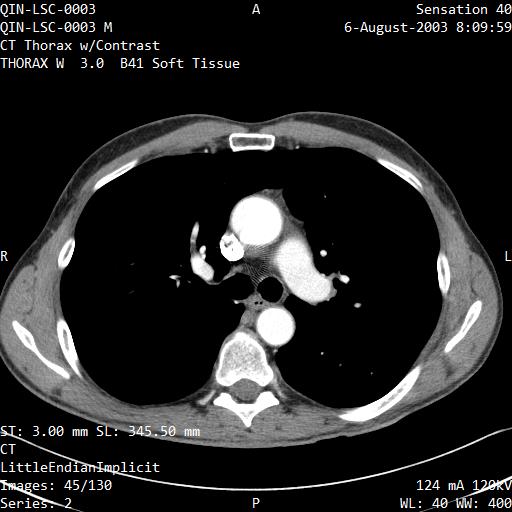 QIN-LSC-0003
A
Sensation 40
QIN-LSC-0003 M
6-August-2003 8:09:59
CT Thorax w/Contrast
THORAX W 3.0 B41 Soft Tissue
R
L
ST: 3.00 mm SL: 345.50 mm
CT
LittleEndianImplicit
Images: 45/130
124 mA 120kV
Series: 2
P
WL: 40 WW: 400